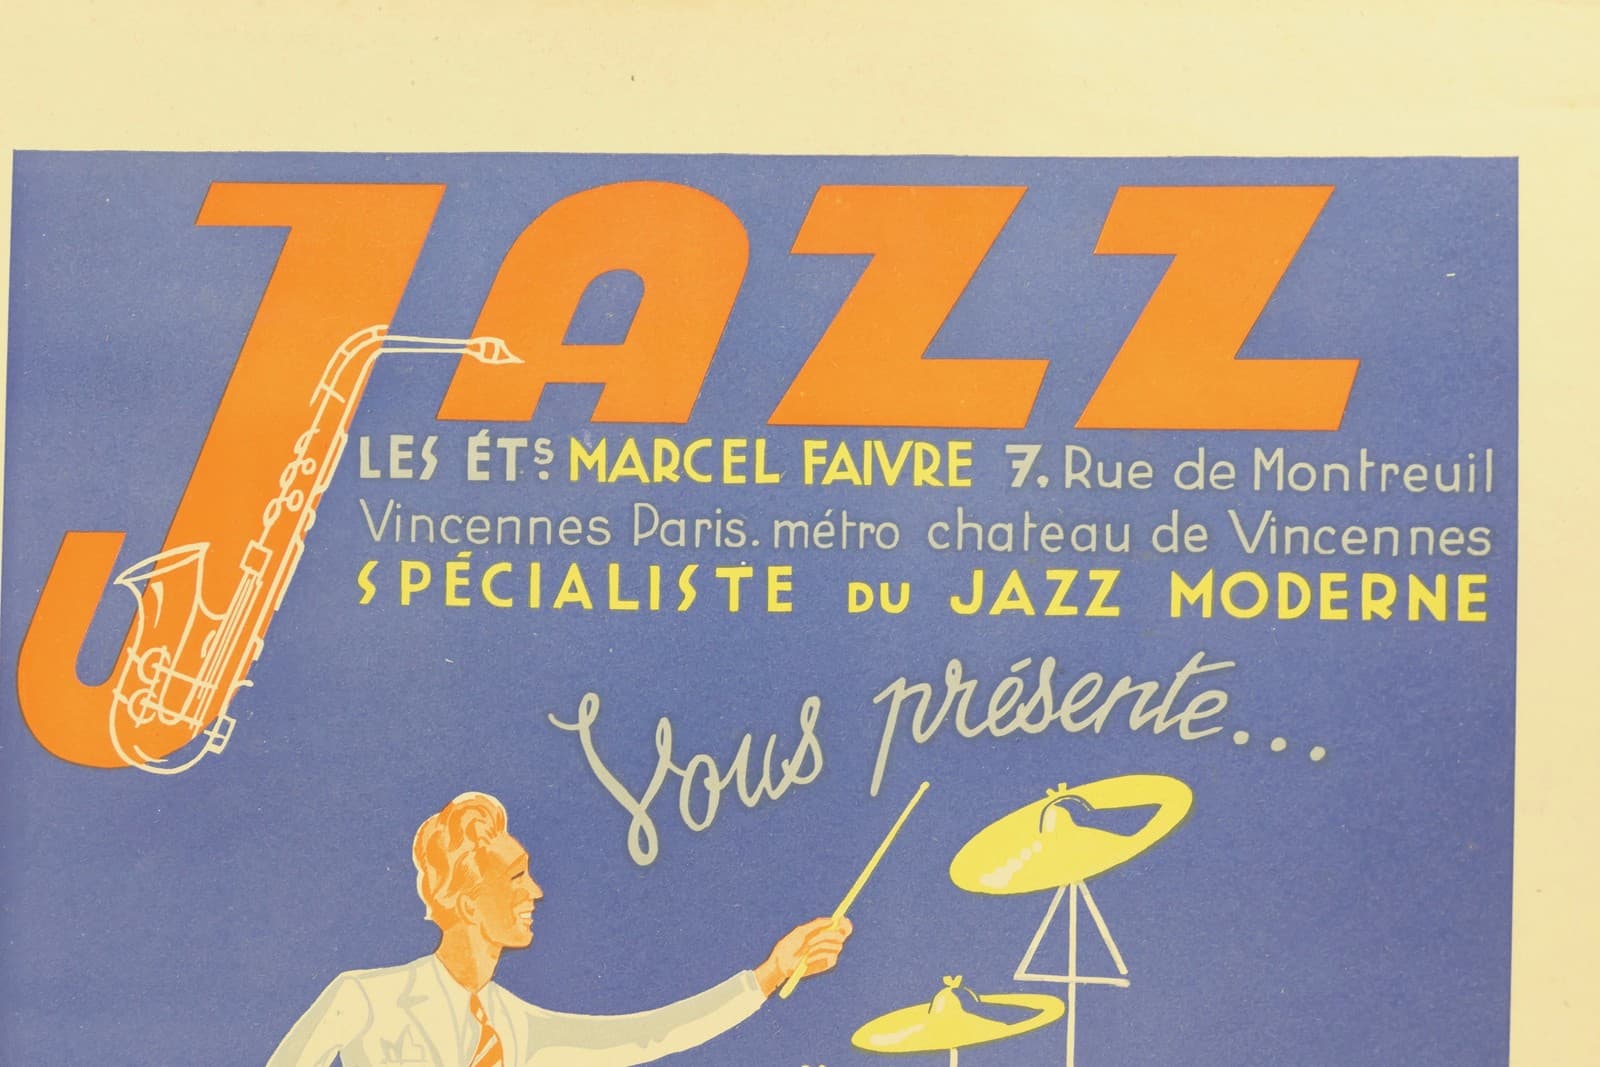 JAZZ
LES ÉTS MARCEL FAIVRE 7. Rue de Montreuil
Vincennes Paris. métro chateau de Vincennes
SPÉCIALISTE DU JAZZ MODERNE
Vous présente...